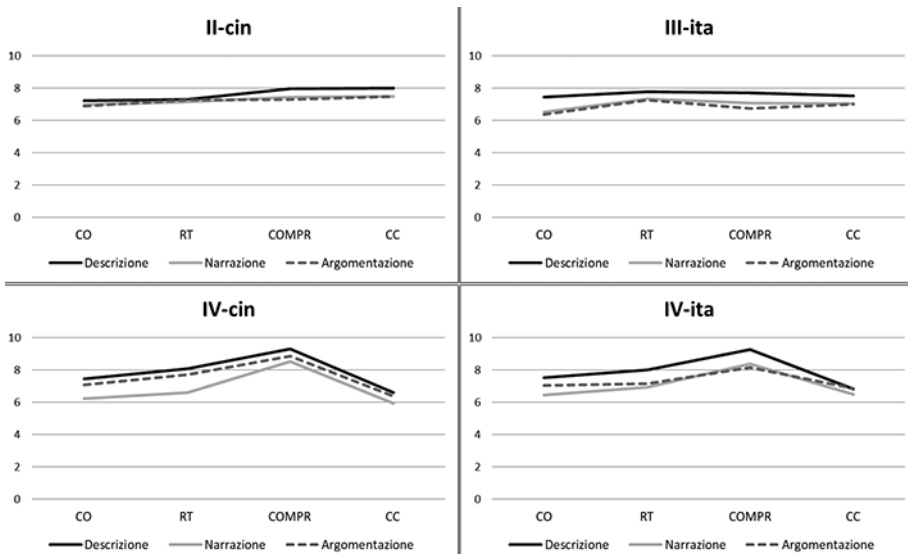 II-cin
10
8
6
4
2
0
CO RT COMPR CC
Descrizione Narrazione Argomentazione
III-ita
10
8
6
4
2
0
CO RT COMPR CC
Descrizione Narrazione Argomentazione
IV-cin
10
8
6
4
2
0
CO RT COMPR CC
Descrizione Narrazione Argomentazione
IV-ita
10
8
6
4
2
0
CO RT COMPR CC
Descrizione Narrazione Argomentazione